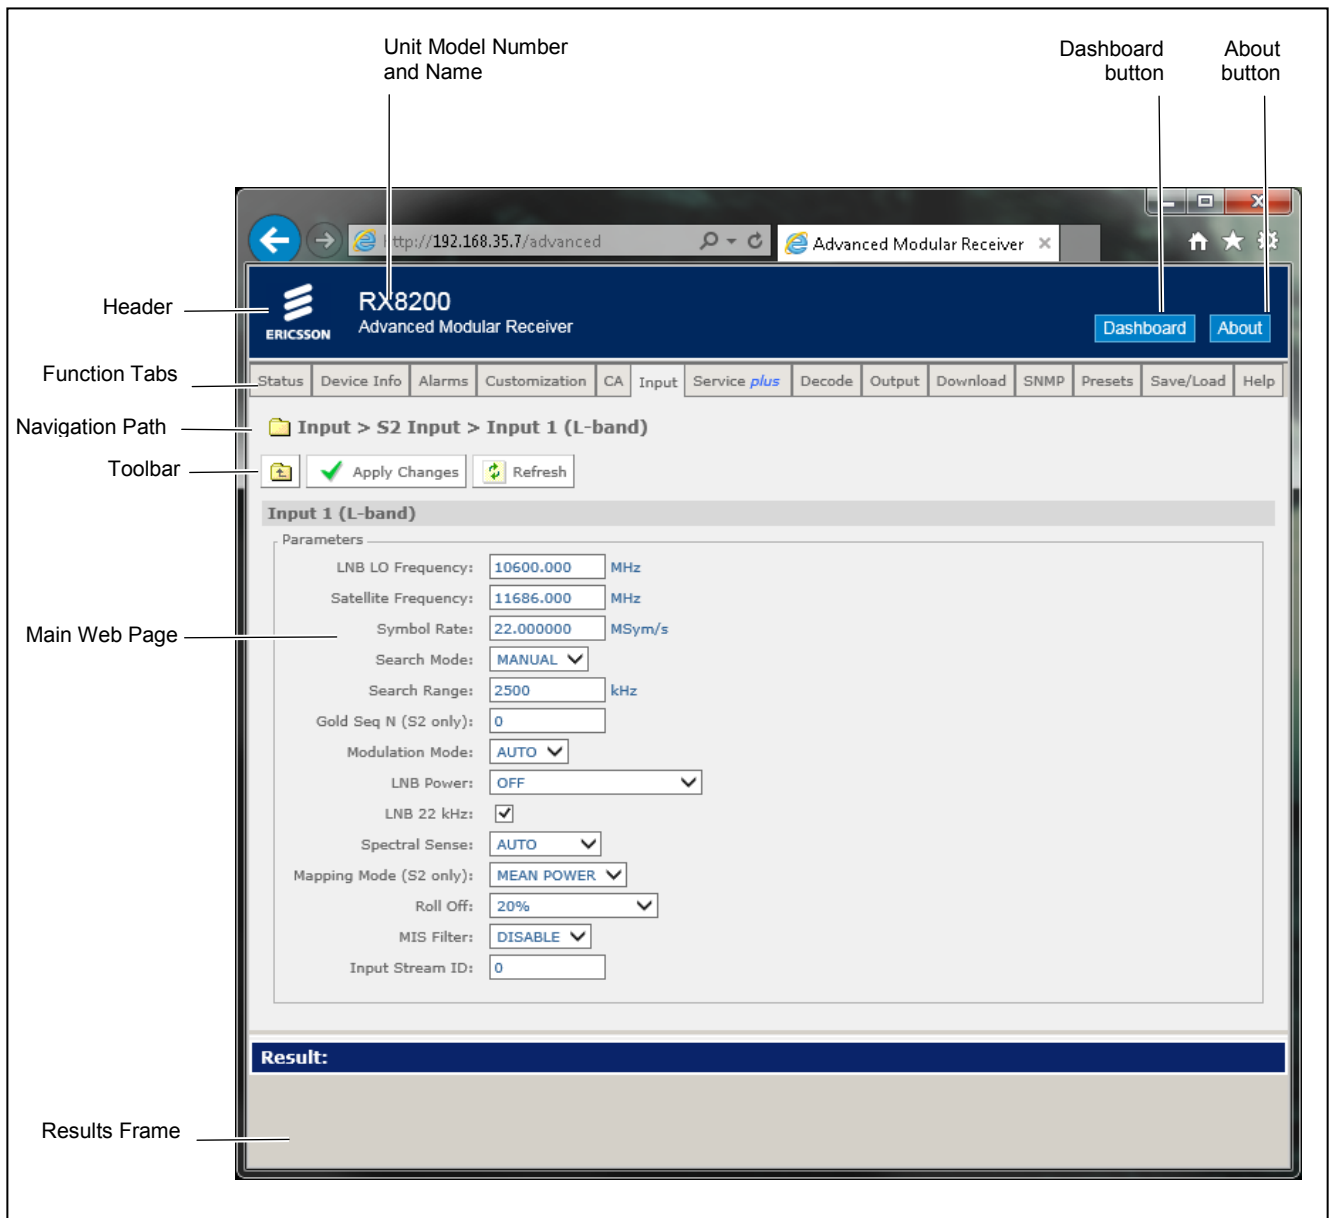 Unit Model Number
and Name
Dashboard
button
About
button
http://192.168.35.7/advanced
Advanced Modular Receiver
Header
ERICSSON
RX8200
Advanced Modular Receiver
Dashboard
About
Function Tabs
Status Device Info Alarms Customization CA Input Service plus Decode Output Download SNMP Presets Save/Load Help
Navigation Path
Input > S2 Input > Input 1 (L-band)
Toolbar
Apply Changes
Refresh
Input 1 (L-band)
Parameters
LNB LO Frequency: 10600.000 MHz
Satellite Frequency: 11686.000 MHz
Main Web Page
Symbol Rate: 22.000000 MSym/s
Search Mode: MANUAL
Search Range: 2500 kHz
Gold Seq N (S2 only): 0
Modulation Mode: AUTO
LNB Power: OFF
LNB 22 kHz:
Spectral Sense: AUTO
Mapping Mode (S2 only): MEAN POWER
Roll Off: 20%
MIS Filter: DISABLE
Input Stream ID: 0
Result:
Results Frame